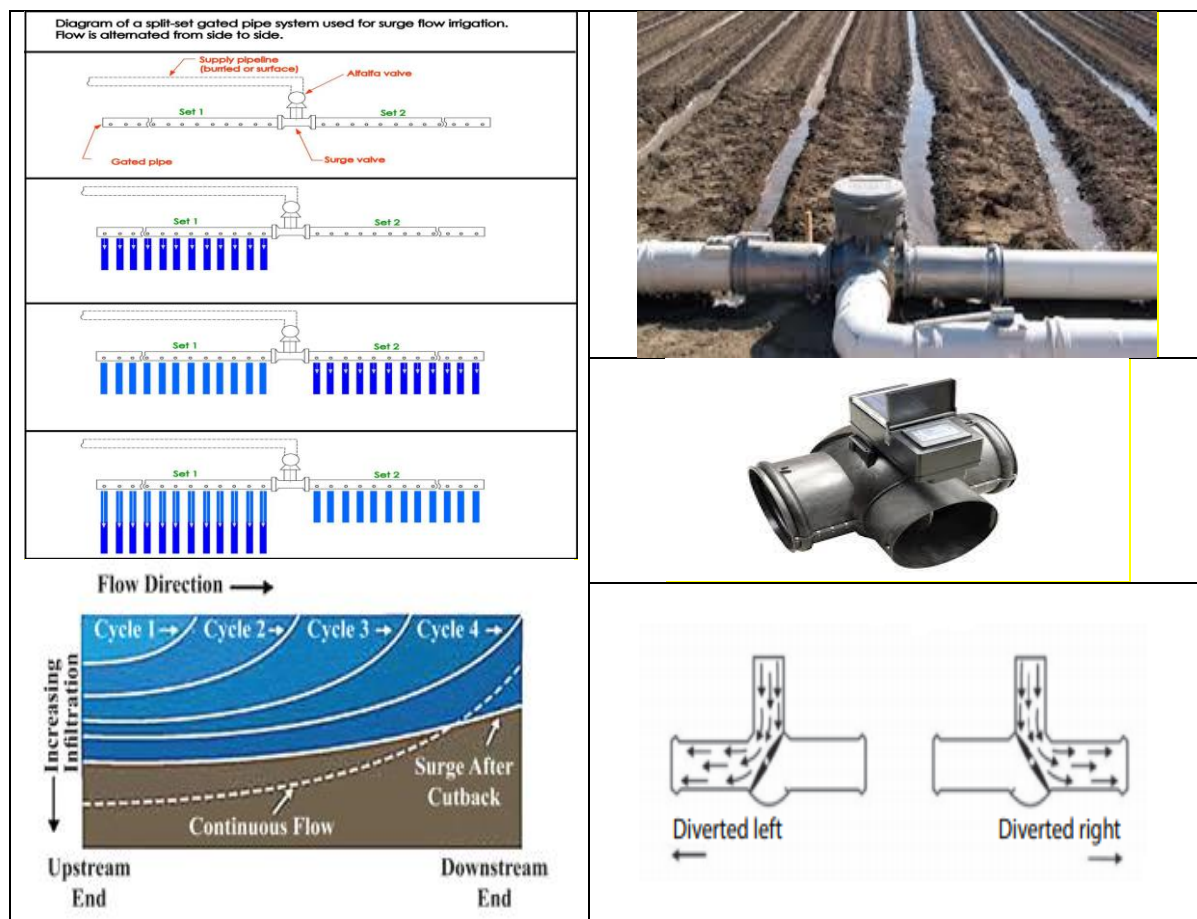 Diagram of a split-set gated pipe system used for surge flow irrigation.
Flow is alternated from side to side.
Supply pipeline
(burried or surface)
Alfalfa valve
Set 1
Set 2
Gated pipe
Surge valve
Set 1
Set 2
Set 1
Set 2
Set 1
Set 2
Flow Direction
Cycle 1
Cycle 2
Cycle 3
Cycle 4
Increasing
Infiltration
Surge After
Cutback
Continuous Flow
Upstream
End
Downstream
End
Diverted left
Diverted right